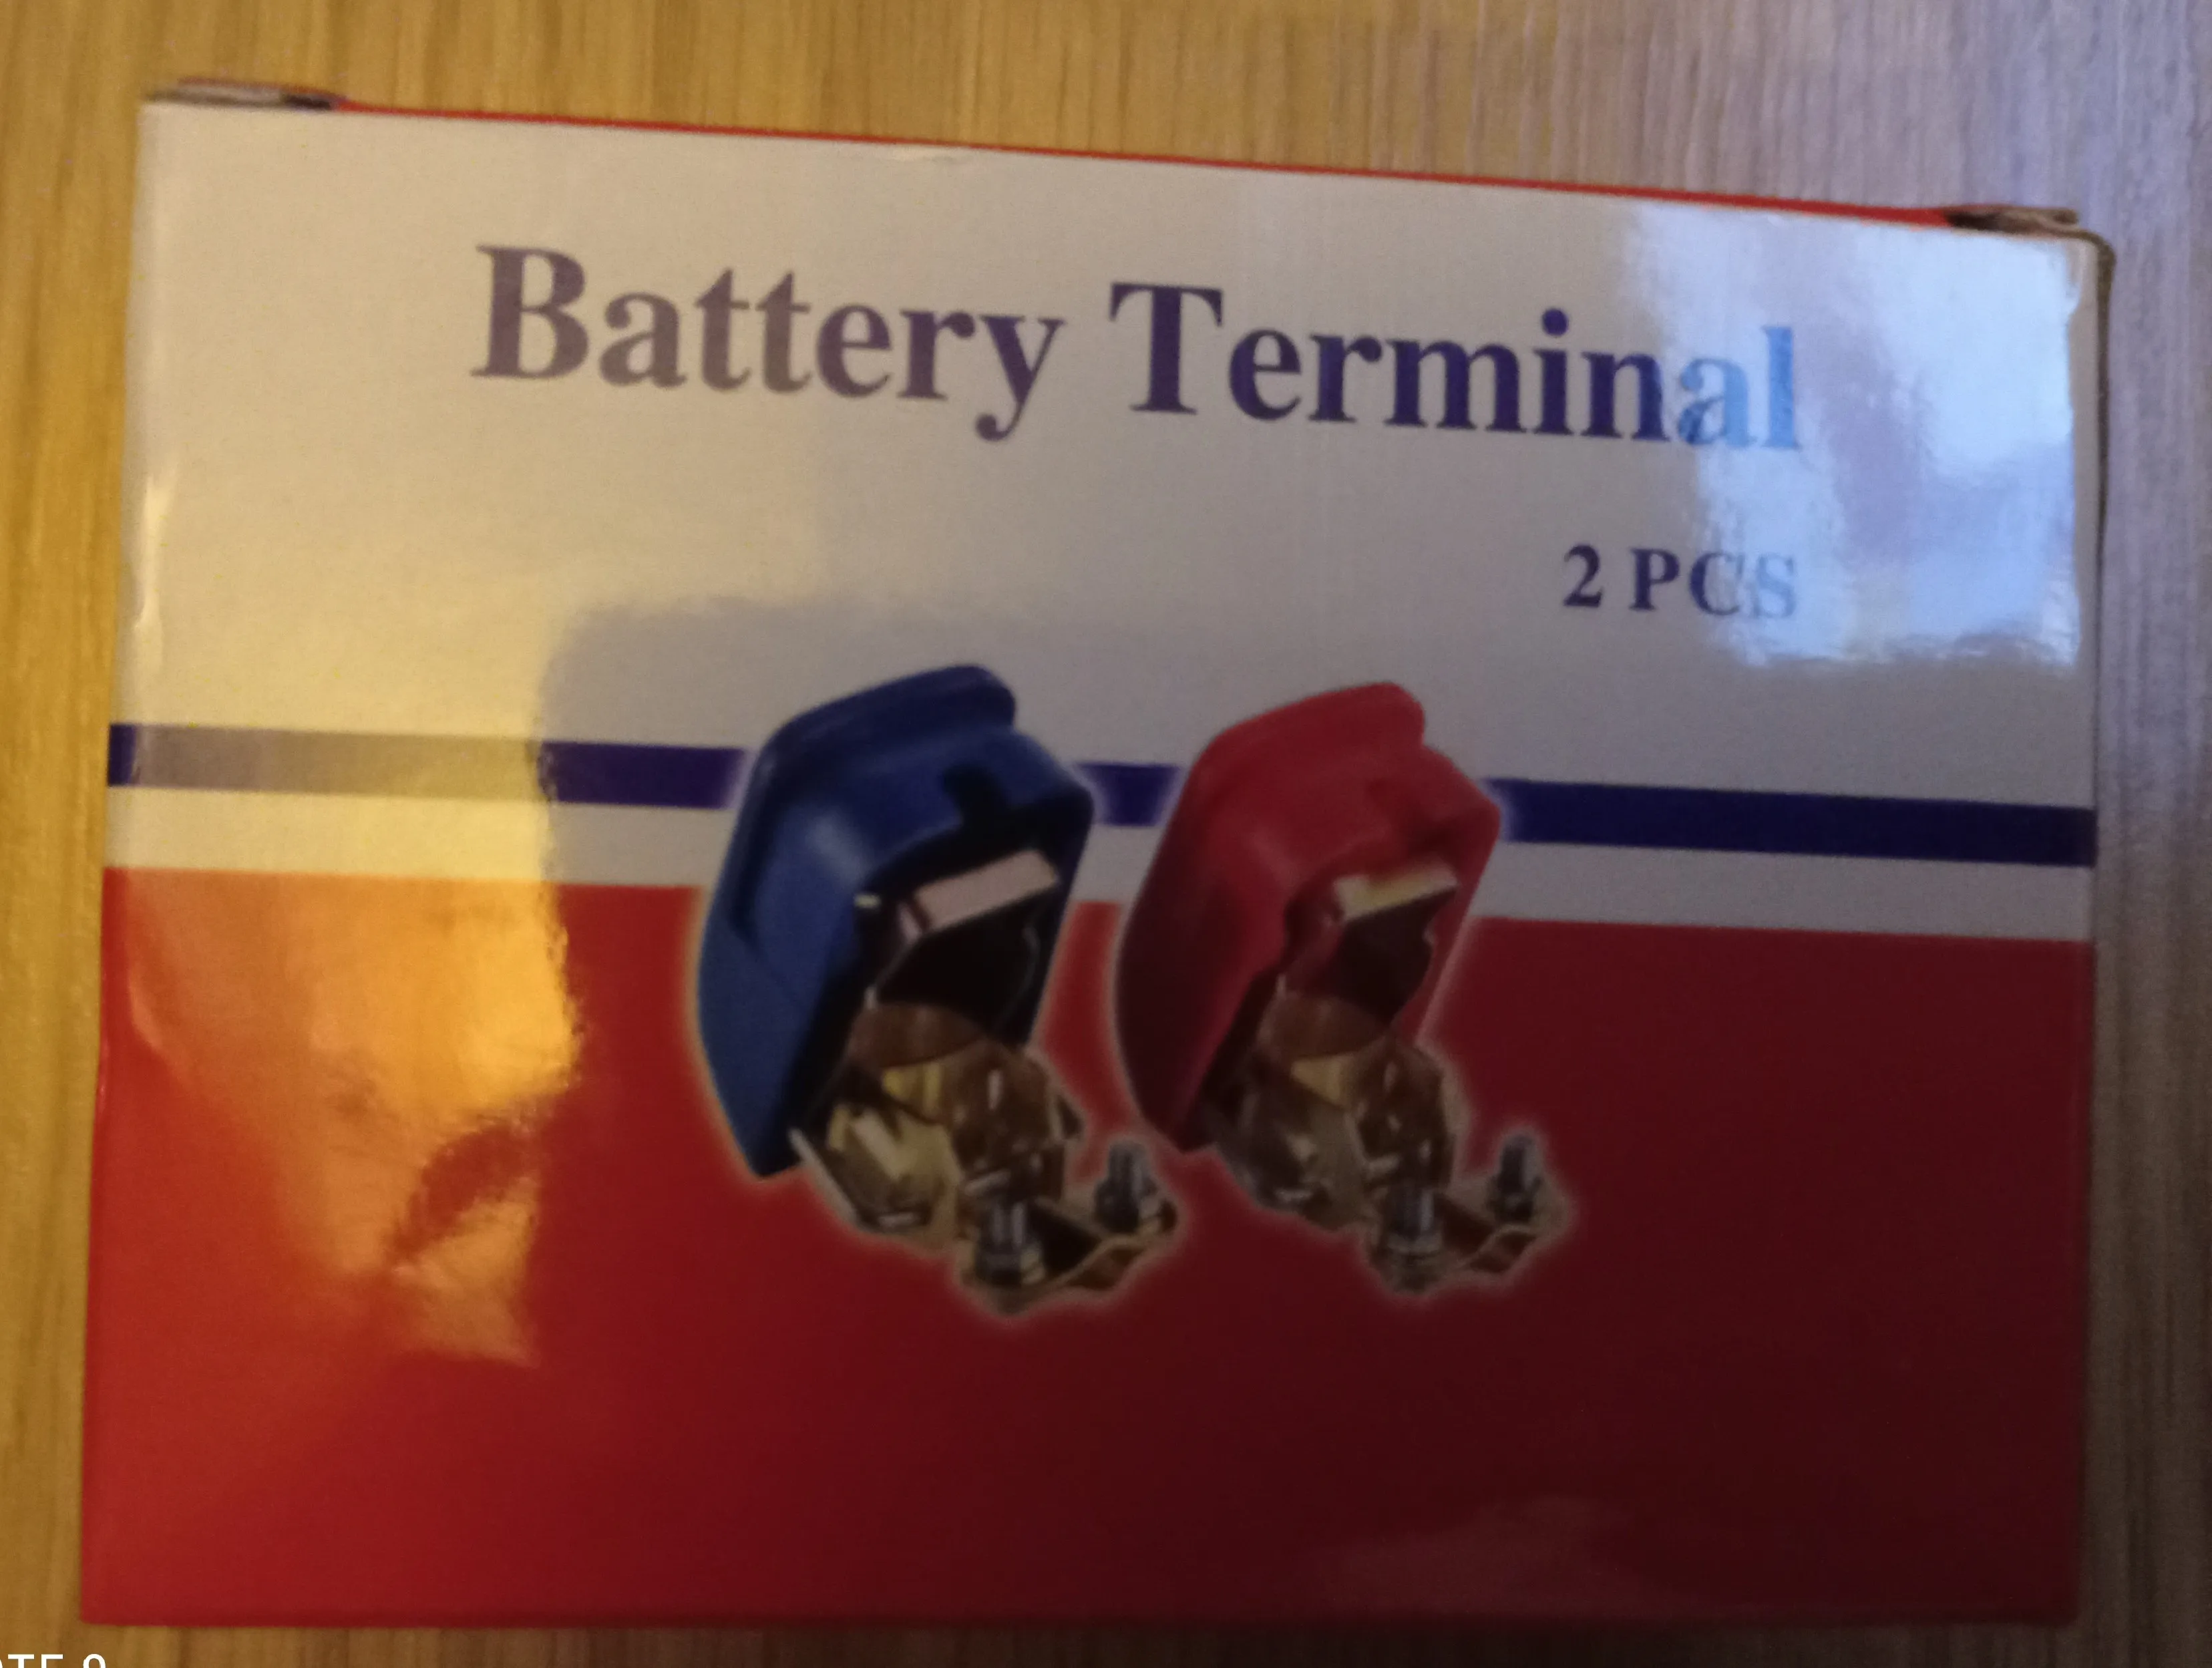 Battery Terminal
2 PCS